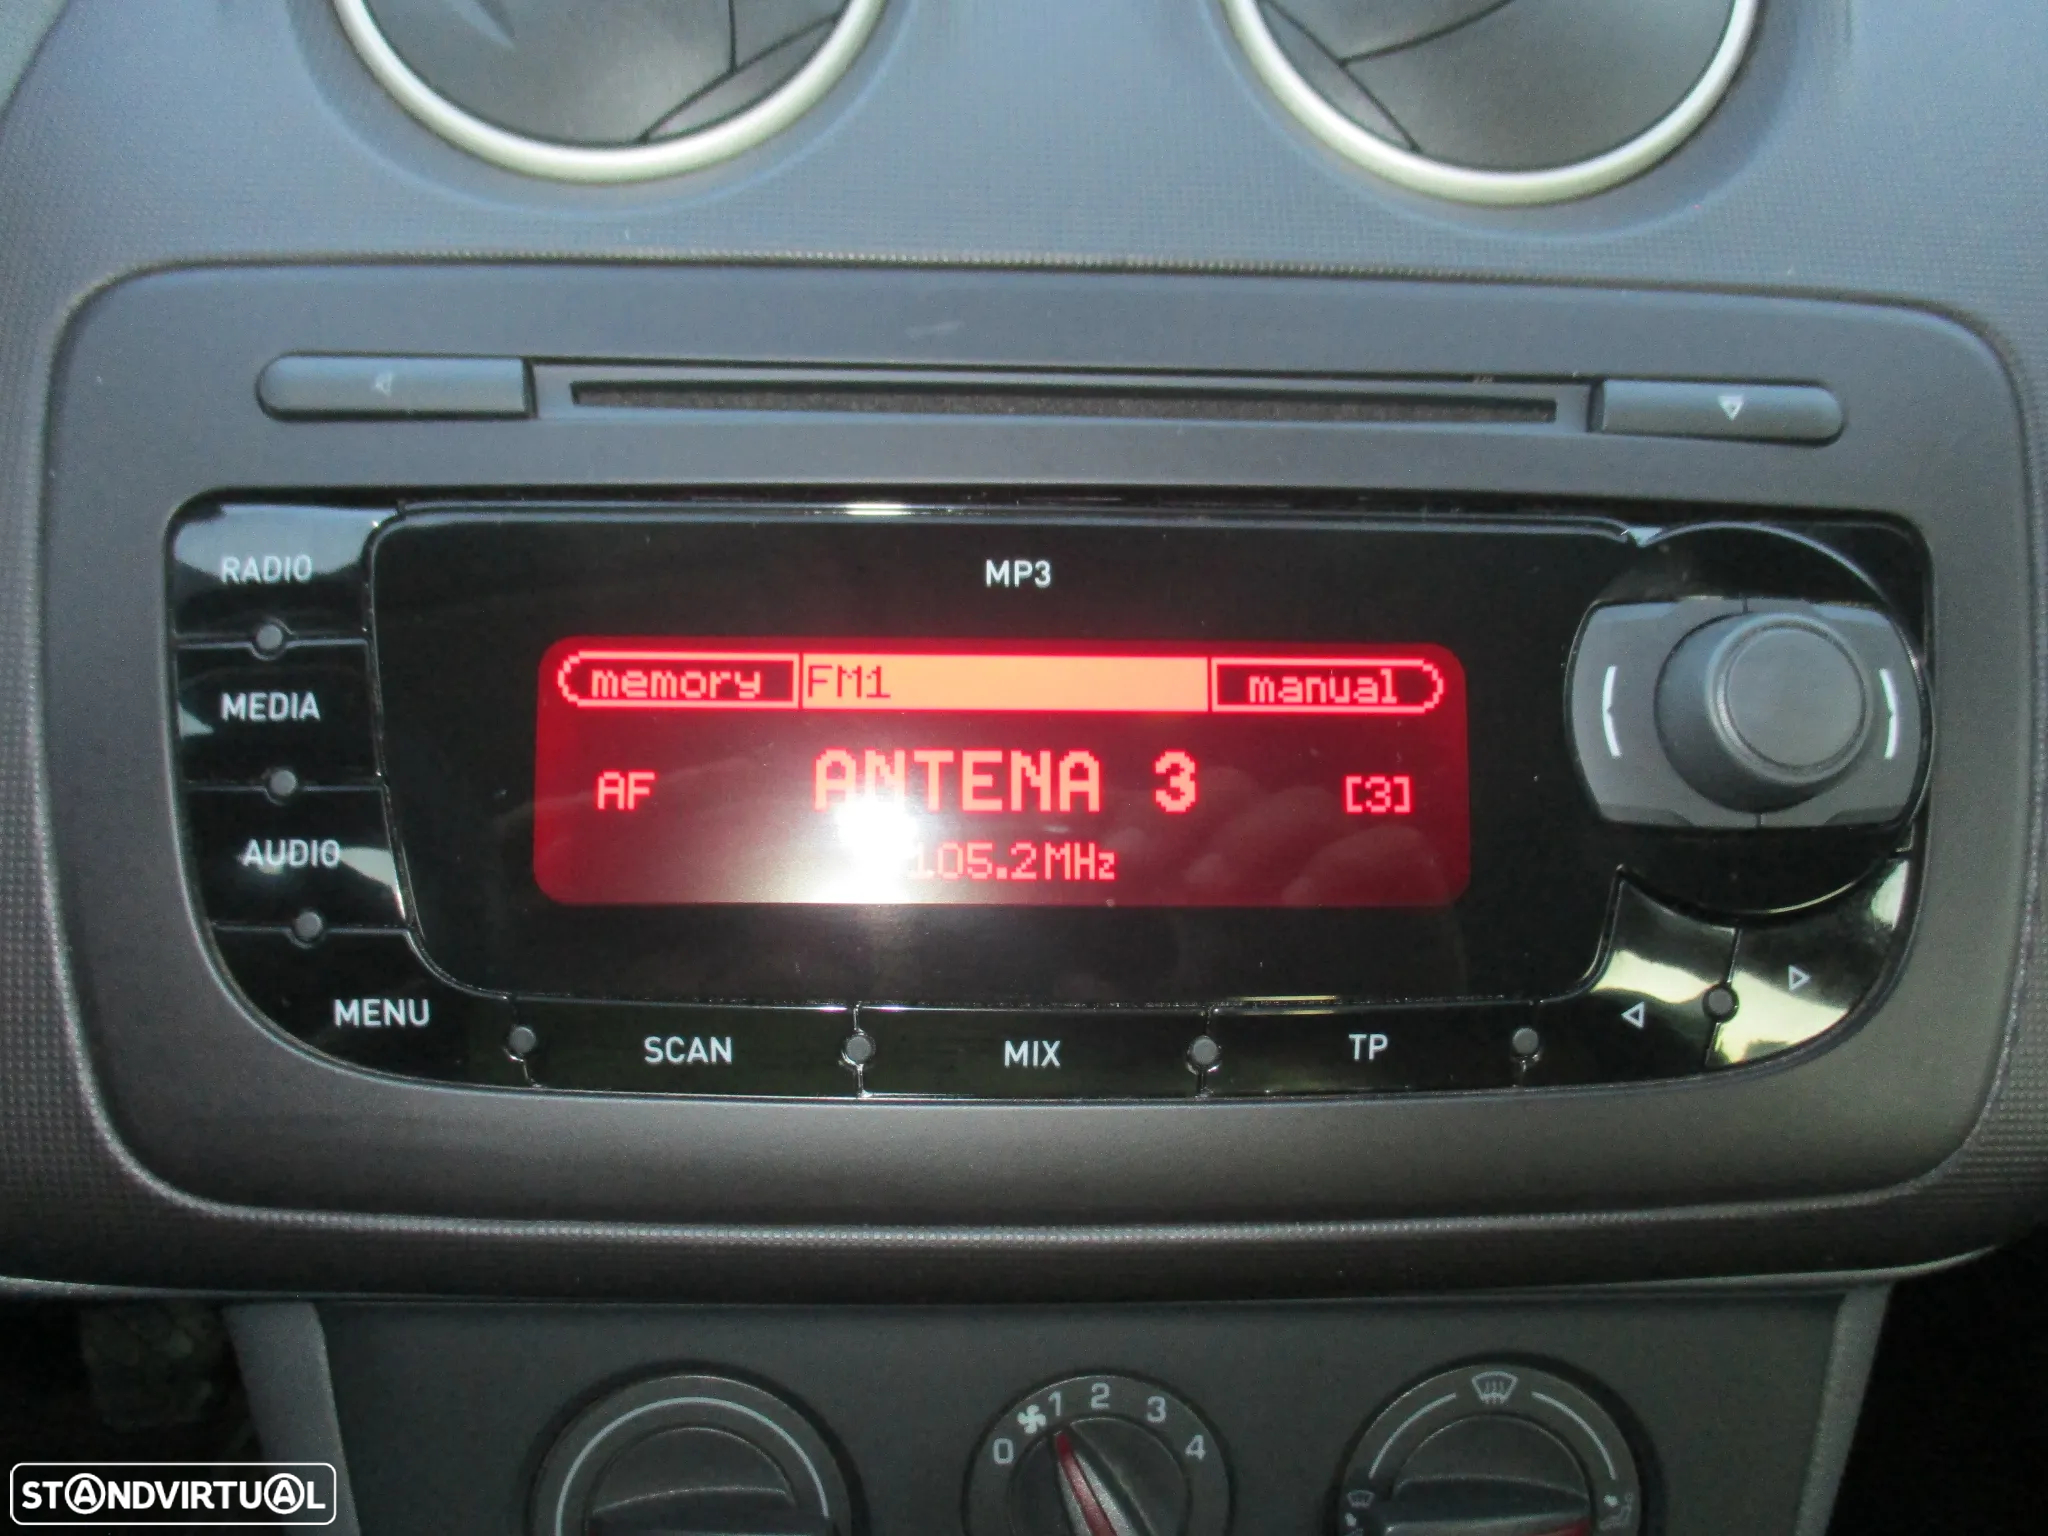 RADIO
MP3
memory FM1 manual
MEDIA
AF ANTENA 3 [3]
105.2MHz
AUDIO
MENU SCAN MIX TP
0 1 2 3 4
STANDVIRTUAL